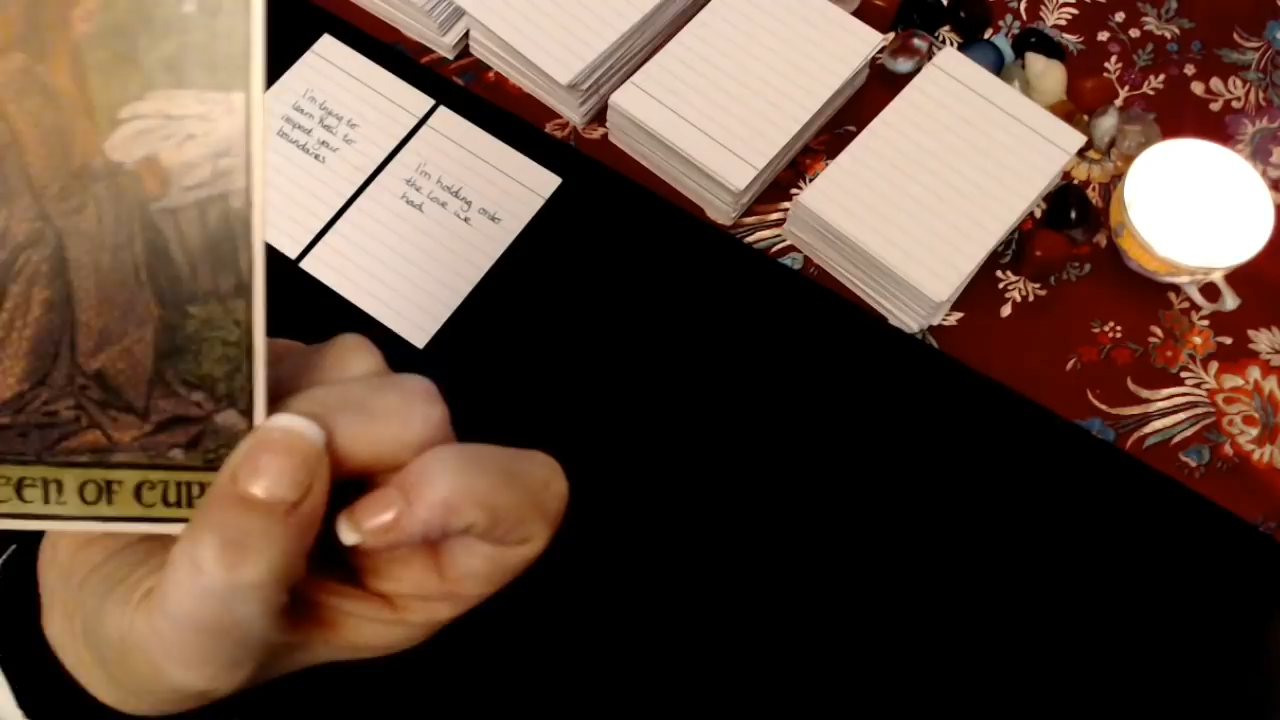 I'm trying to
learn how to
respect your
boundaries
I'm holding onto
the love we
had
EEN OF CUP